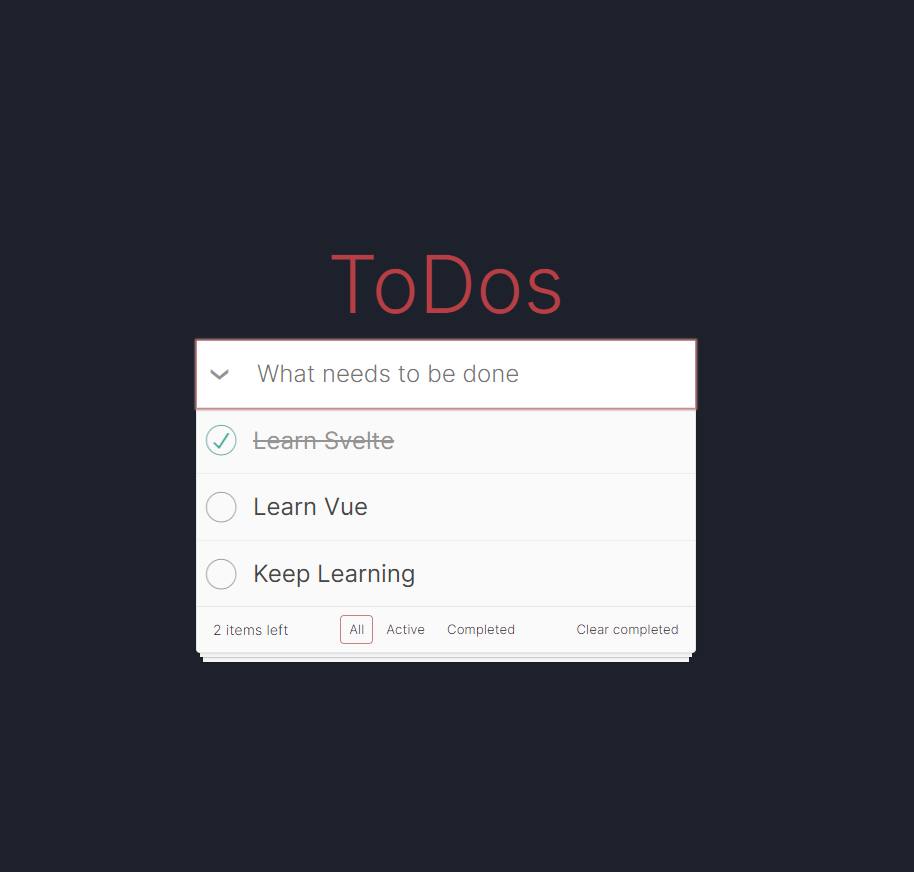 ToDos
What needs to be done
Learn Svelte
Learn Vue
Keep Learning
2 items left All Active Completed Clear completed